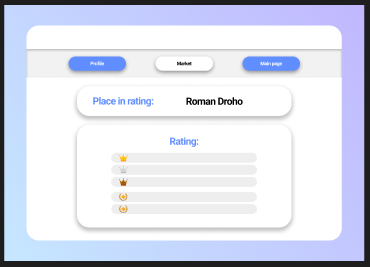 Profile
Market
Main page
Place in rating: Roman Droho
Rating: